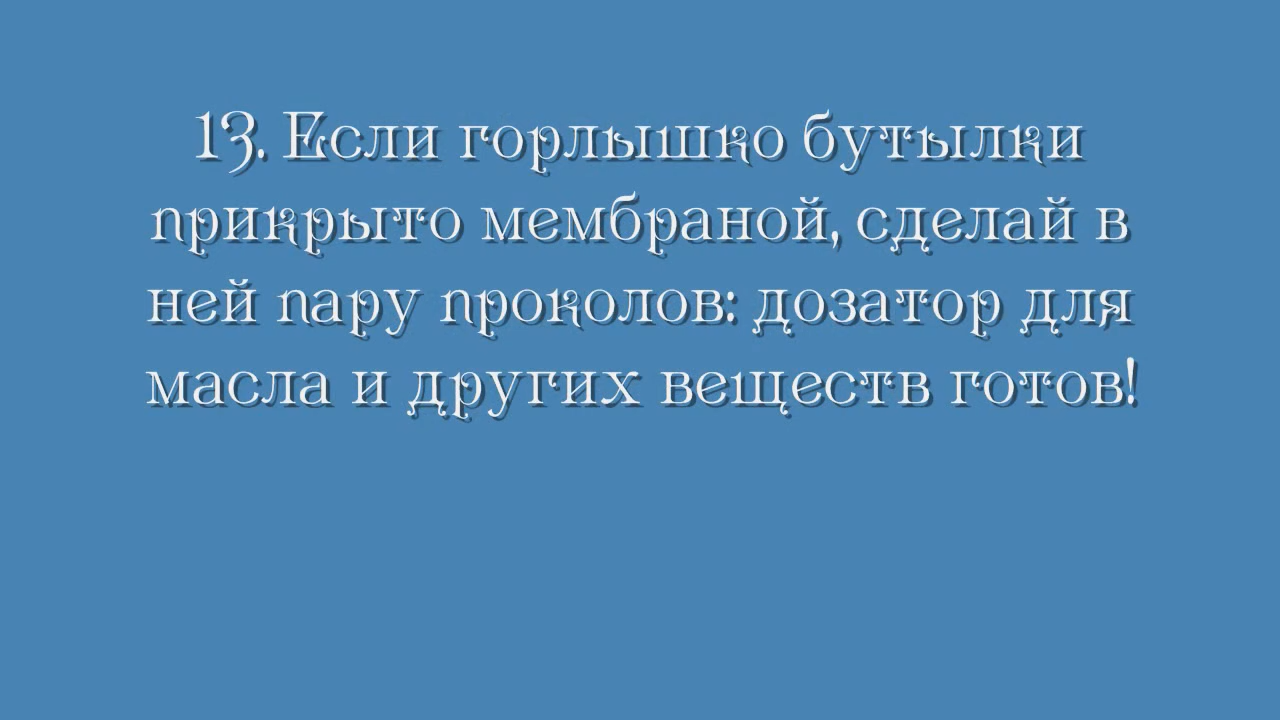 13. Если горлышко бутылки
прикрыто мембраной, сделай в
ней пару проколов: дозатор для
масла и других веществ готов!